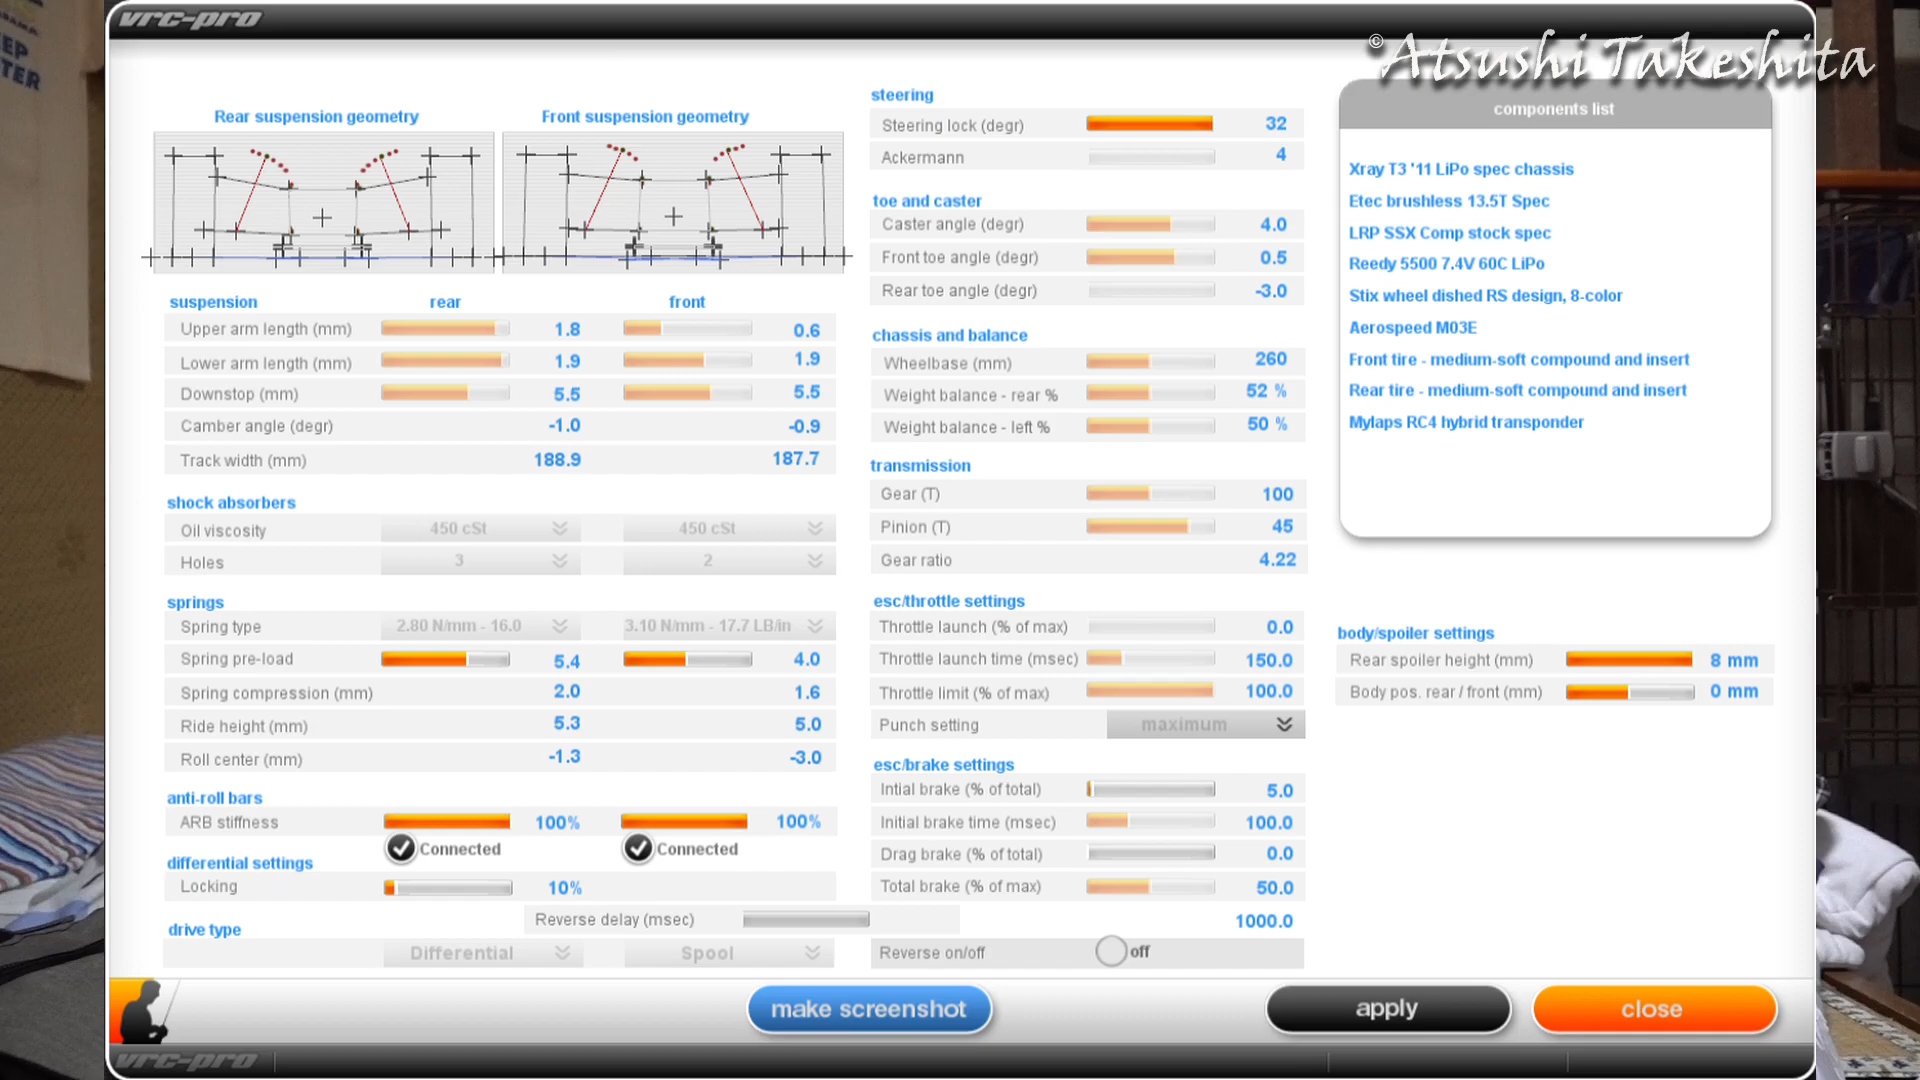 vrc-pro
©Atsushi Takeshita
Rear suspension geometry
Front suspension geometry
suspension rear front
Upper arm length (mm) 1.8 0.6
Lower arm length (mm) 1.9 1.9
Downstop (mm) 5.5 5.5
Camber angle (degr) -1.0 -0.9
Track width (mm) 188.9 187.7
shock absorbers
Oil viscosity 450 cSt 450 cSt
Holes 3 2
springs
Spring type 2.80 N/mm - 16.0 3.10 N/mm - 17.7 LB/in
Spring pre-load 5.4 4.0
Spring compression (mm) 2.0 1.6
Ride height (mm) 5.3 5.0
Roll center (mm) -1.3 -3.0
anti-roll bars
ARB stiffness 100% 100%
Connected Connected
differential settings
Locking 10%
Reverse delay (msec) 1000.0
drive type
Differential Spool
steering
Steering lock (degr) 32
Ackermann 4
toe and caster
Caster angle (degr) 4.0
Front toe angle (degr) 0.5
Rear toe angle (degr) -3.0
chassis and balance
Wheelbase (mm) 260
Weight balance - rear % 52 %
Weight balance - left % 50 %
transmission
Gear (T) 100
Pinion (T) 45
Gear ratio 4.22
esc/throttle settings
Throttle launch (% of max) 0.0
Throttle launch time (msec) 150.0
Throttle limit (% of max) 100.0
Punch setting maximum
esc/brake settings
Intial brake (% of total) 5.0
Initial brake time (msec) 100.0
Drag brake (% of total) 0.0
Total brake (% of max) 50.0
Reverse on/off off
components list
Xray T3 '11 LiPo spec chassis
Etec brushless 13.5T Spec
LRP SSX Comp stock spec
Reedy 5500 7.4V 60C LiPo
Stix wheel dished RS design, 8-color
Aerospeed M03E
Front tire - medium-soft compound and insert
Rear tire - medium-soft compound and insert
Mylaps RC4 hybrid transponder
body/spoiler settings
Rear spoiler height (mm) 8 mm
Body pos. rear / front (mm) 0 mm
make screenshot
apply
close
vrc-pro